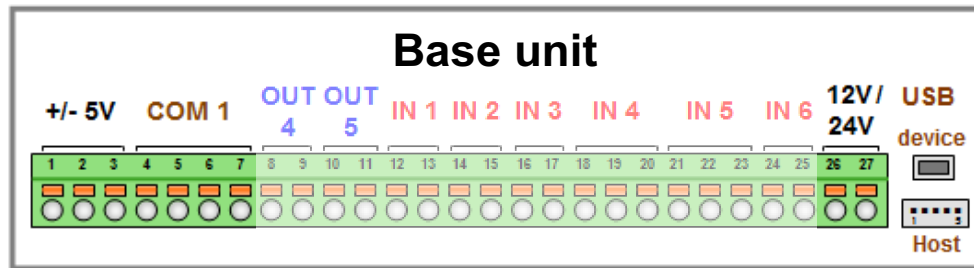 Base unit
+/- 5V COM 1 OUT 4 OUT 5 IN 1 IN 2 IN 3 IN 4 IN 5 IN 6 12V / 24V USB
device
1 2 3 4 5 6 7 8 9 10 11 12 13 14 15 16 17 18 19 20 21 22 23 24 25 26 27
1 5
Host